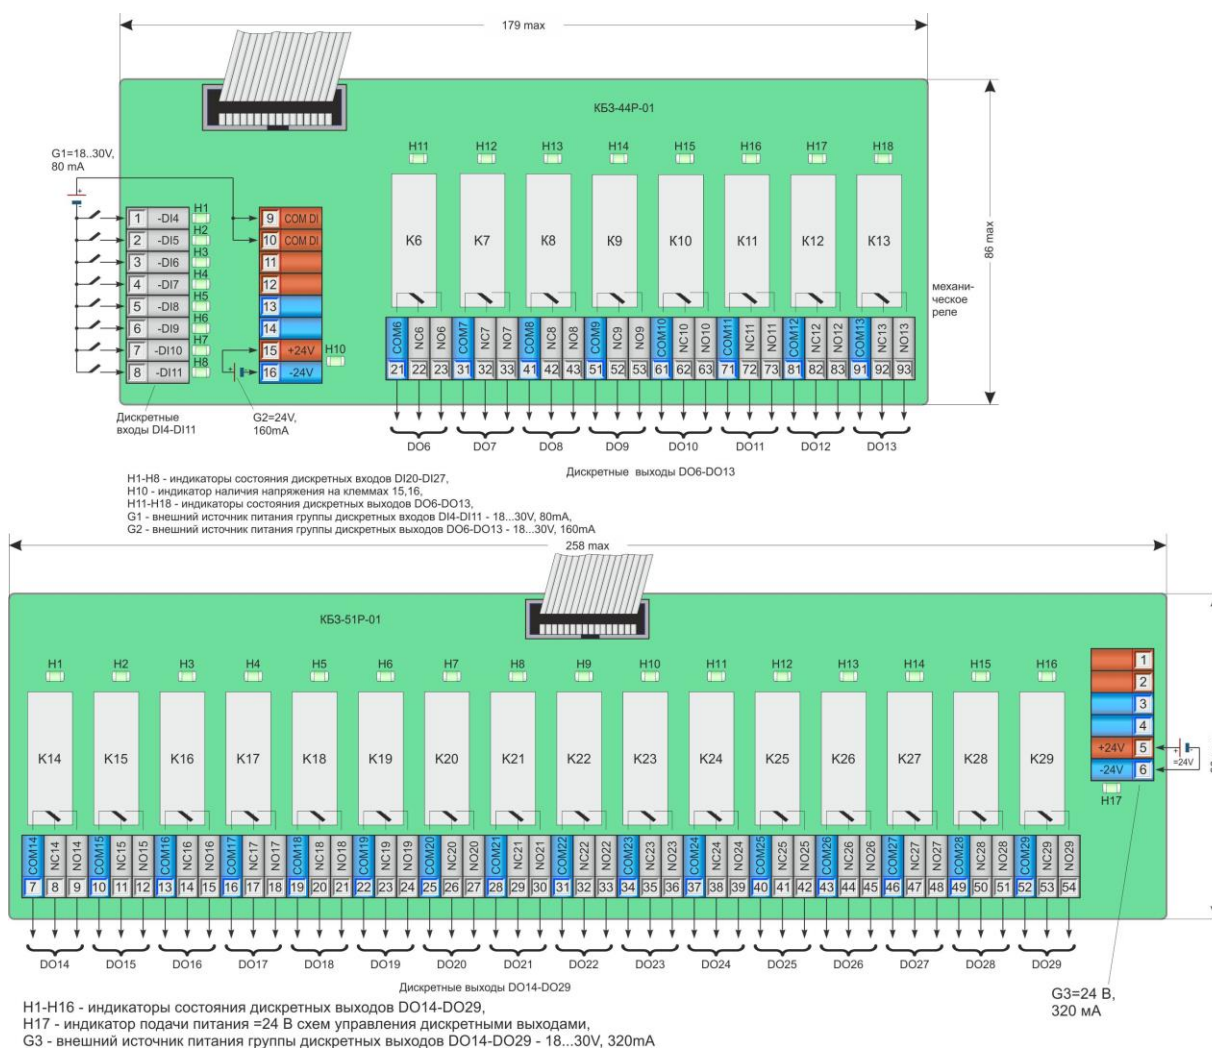 179 max
КБЗ-44Р-01
G1=18..30V,
80 mA
H11 H12 H13 H14 H15 H16 H17 H18
86 max
механи-
ческое
реле
K6 K7 K8 K9 K10 K11 K12 K13
1 -DI4 H1 9 COM DI
2 -DI5 H2 10 COM DI
3 -DI6 H3 11
4 -DI7 H4 12
5 -DI8 H5 13
6 -DI9 H6 14
7 -DI10 H7 15 +24V H10
8 -DI11 H8 16 -24V
COM6 NC6 NO6 COM7 NC7 NO7 COM8 NC8 NO8 COM9 NC9 NO9 COM10 NC10 NO10 COM11 NC11 NO11 COM12 NC12 NO12 COM13 NC13 NO13
21 22 23 31 32 33 41 42 43 51 52 53 61 62 63 71 72 73 81 82 83 91 92 93
Дискретные
входы DI4-DI11
G2=24V,
160mA
DO6 DO7 DO8 DO9 DO10 DO11 DO12 DO13
Дискретные выходы DO6-DO13
H1-H8 - индикаторы состояния дискретных входов DI20-DI27,
H10 - индикатор наличия напряжения на клеммах 15,16,
H11-H18 - индикаторы состояния дискретных выходов DO6-DO13,
G1 - внешний источник питания группы дискретных входов DI4-DI11 - 18...30V, 80mA,
G2 - внешний источник питания группы дискретных выходов DO6-DO13 - 18...30V, 160mA
258 max
КБЗ-51Р-01
H1 H2 H3 H4 H5 H6 H7 H8 H9 H10 H11 H12 H13 H14 H15 H16
K14 K15 K16 K17 K18 K19 K20 K21 K22 K23 K24 K25 K26 K27 K28 K29
1
2
3
4
+24V 5
-24V 6
=24V
H17
COM14 NC14 NO14 COM15 NC15 NO15 COM16 NC16 NO16 COM17 NC17 NO17 COM18 NC18 NO18 COM19 NC19 NO19 COM20 NC20 NO20 COM21 NC21 NO21 COM22 NC22 NO22 COM23 NC23 NO23 COM24 NC24 NO24 COM25 NC25 NO25 COM26 NC26 NO26 COM27 NC27 NO27 COM28 NC28 NO28 COM29 NC29 NO29
7 8 9 10 11 12 13 14 15 16 17 18 19 20 21 22 23 24 25 26 27 28 29 30 31 32 33 34 35 36 37 38 39 40 41 42 43 44 45 46 47 48 49 50 51 52 53 54
DO14 DO15 DO16 DO17 DO18 DO19 DO20 DO21 DO22 DO23 DO24 DO25 DO26 DO27 DO28 DO29
Дискретные выходы DO14-DO29
G3=24 В,
320 мА
H1-H16 - индикаторы состояния дискретных выходов DO14-DO29,
H17 - индикатор подачи питания =24 В схем управления дискретными выходами,
G3 - внешний источник питания группы дискретных выходов DO14-DO29 - 18...30V, 320mA